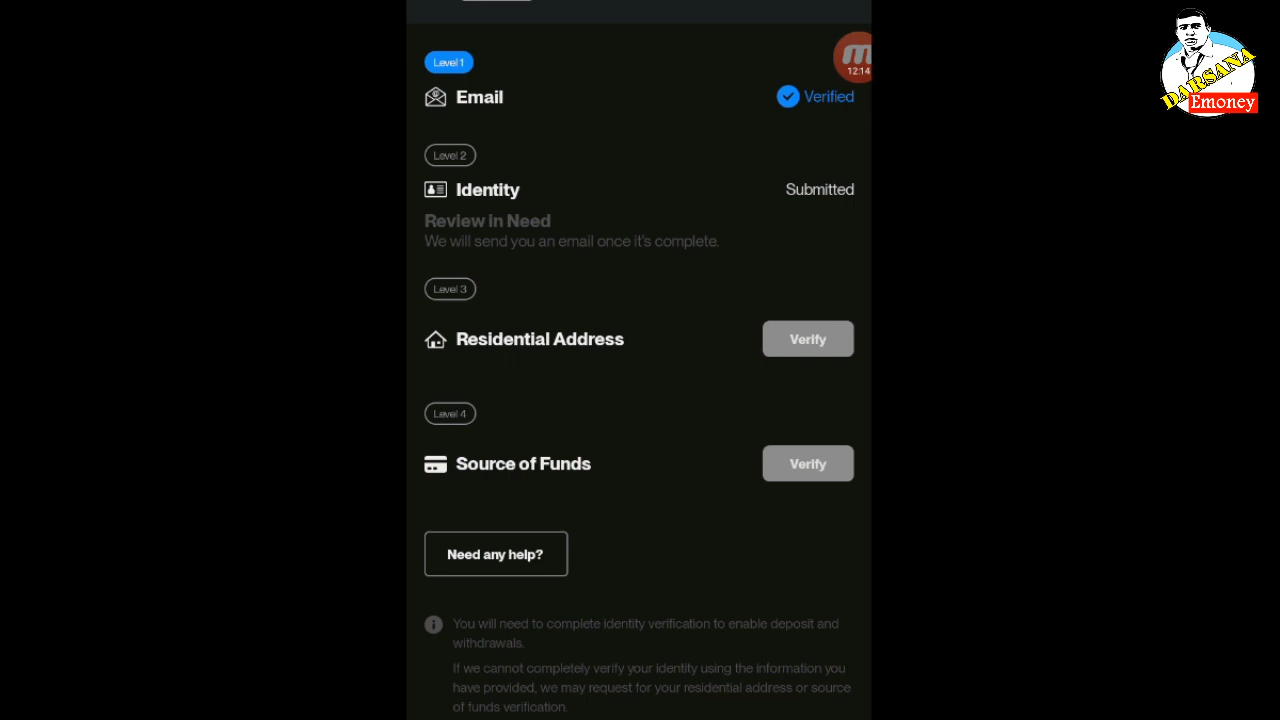 Level 1
Email
Verified
12:14
DARSANA
Emoney
Level 2
Identity
Submitted
Review in Need
We will send you an email once it's complete.
Level 3
Residential Address
Verify
Level 4
Source of Funds
Verify
Need any help?
You will need to complete identity verification to enable deposit and
withdrawals.
If we cannot completely verify your identity using the information you
have provided, we may request for your residential address or source
of funds verification.